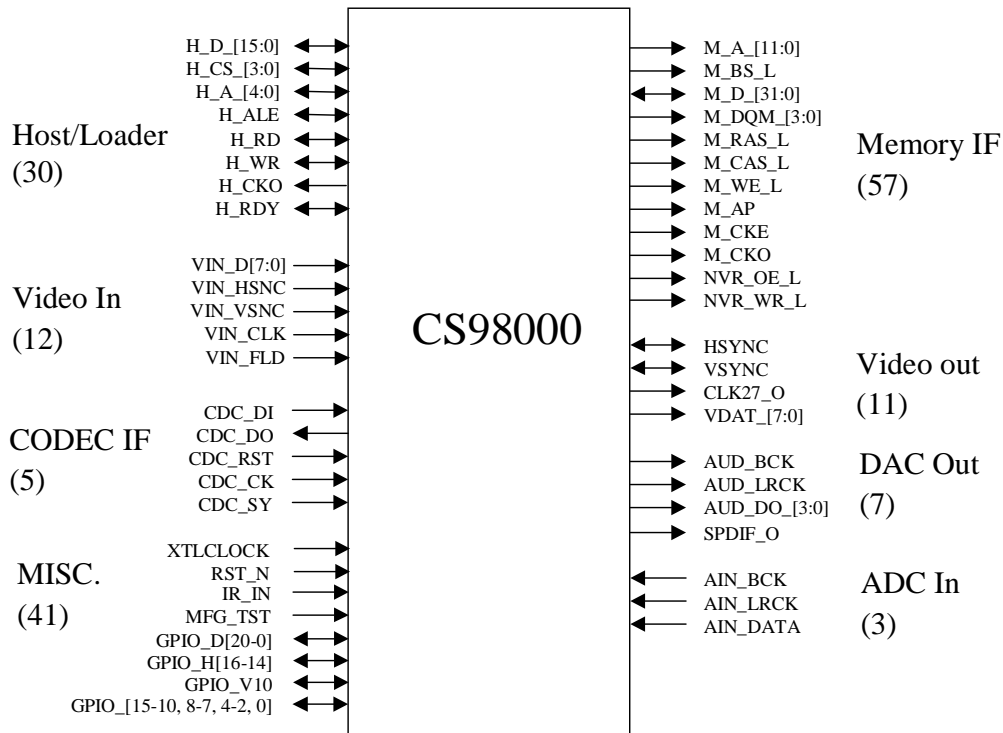 H_D_[15:0]
H_CS_[3:0]
H_A_[4:0]
H_ALE
H_RD
H_WR
H_CKO
H_RDY
Host/Loader
(30)
VIN_D[7:0]
VIN_HSNC
VIN_VSNC
VIN_CLK
VIN_FLD
Video In
(12)
CDC_DI
CDC_DO
CDC_RST
CDC_CK
CDC_SY
CODEC IF
(5)
XTLCLOCK
RST_N
IR_IN
MFG_TST
GPIO_D[20-0]
GPIO_H[16-14]
GPIO_V10
GPIO_[15-10, 8-7, 4-2, 0]
MISC.
(41)
CS98000
M_A_[11:0]
M_BS_L
M_D_[31:0]
M_DQM_[3:0]
M_RAS_L
M_CAS_L
M_WE_L
M_AP
M_CKE
M_CKO
NVR_OE_L
NVR_WR_L
Memory IF
(57)
HSYNC
VSYNC
CLK27_O
VDAT_[7:0]
Video out
(11)
AUD_BCK
AUD_LRCK
AUD_DO_[3:0]
SPDIF_O
DAC Out
(7)
AIN_BCK
AIN_LRCK
AIN_DATA
ADC In
(3)